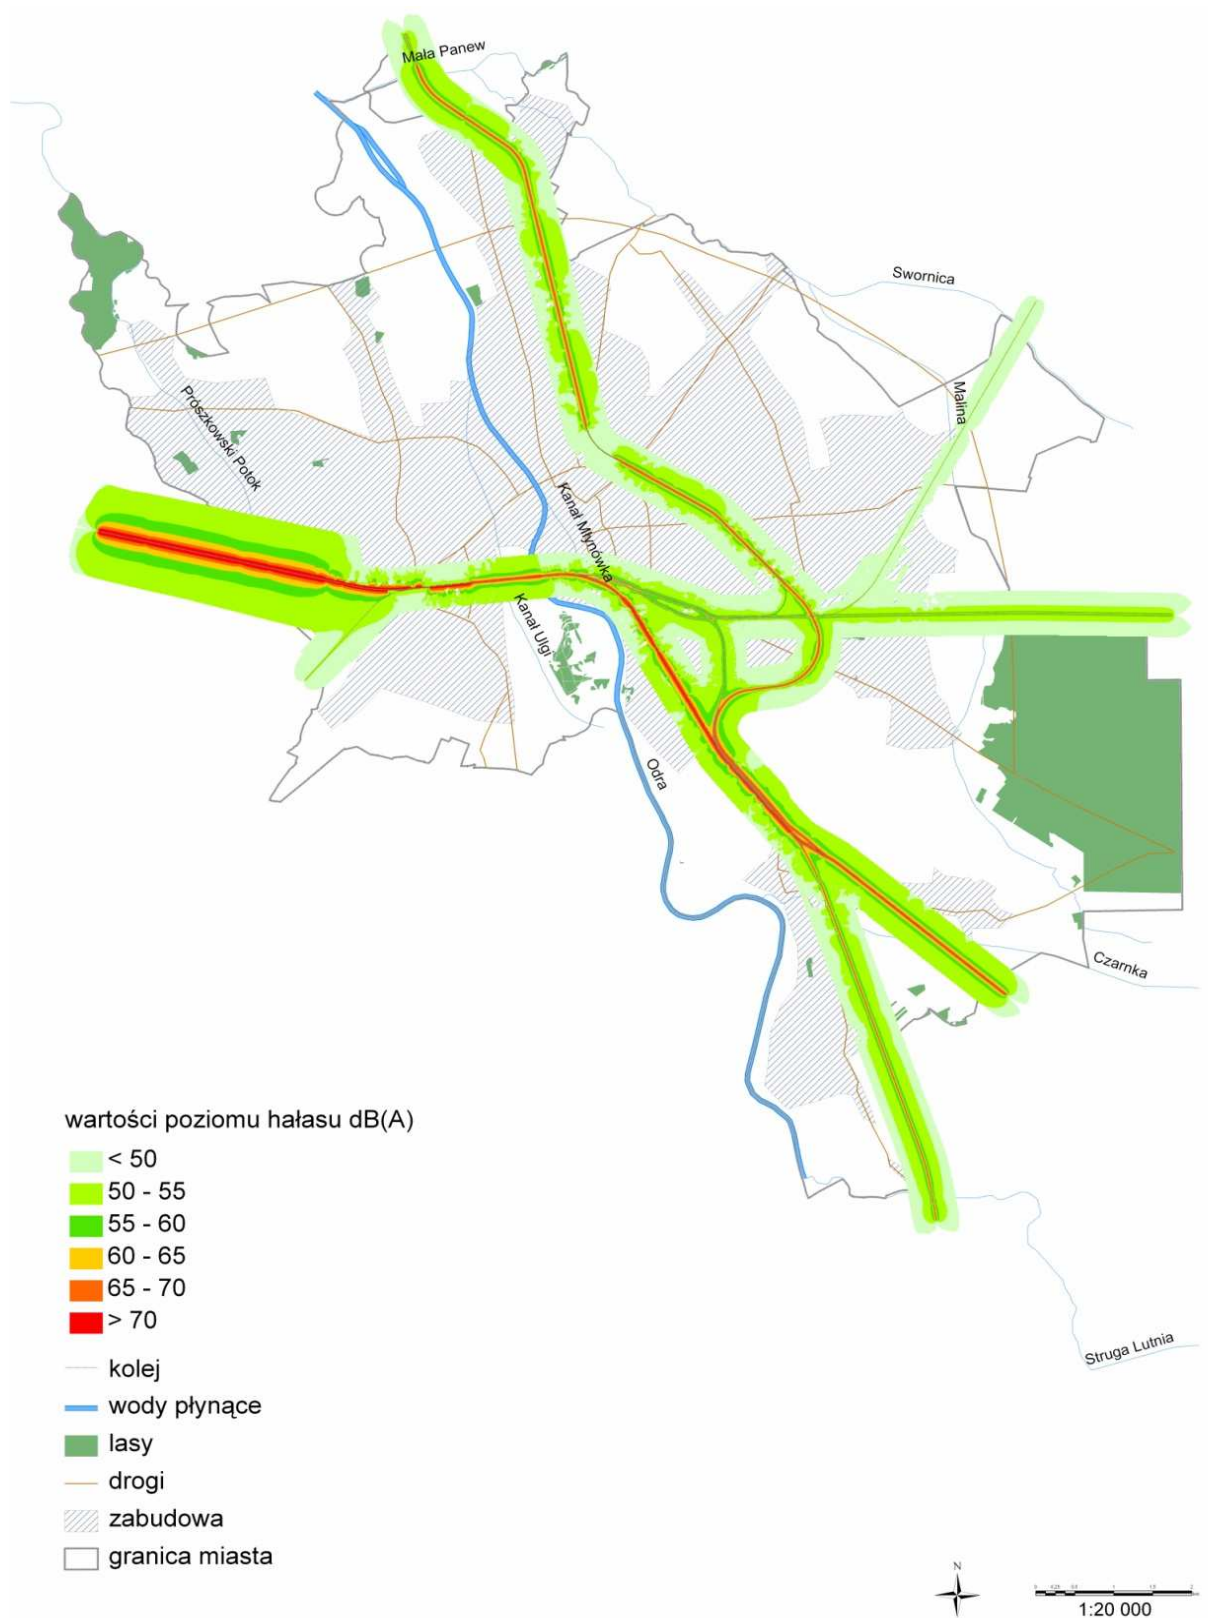 Mała Panew
Swornica
Malina
Prószkowski Potok
Kanał Młynówka
Kanał Ulgi
Odra
Czarnka
wartości poziomu hałasu dB(A)
< 50
50 - 55
55 - 60
60 - 65
65 - 70
> 70
kolej
wody płynące
lasy
drogi
zabudowa
granica miasta
Struga Lutnia
N
1:20 000